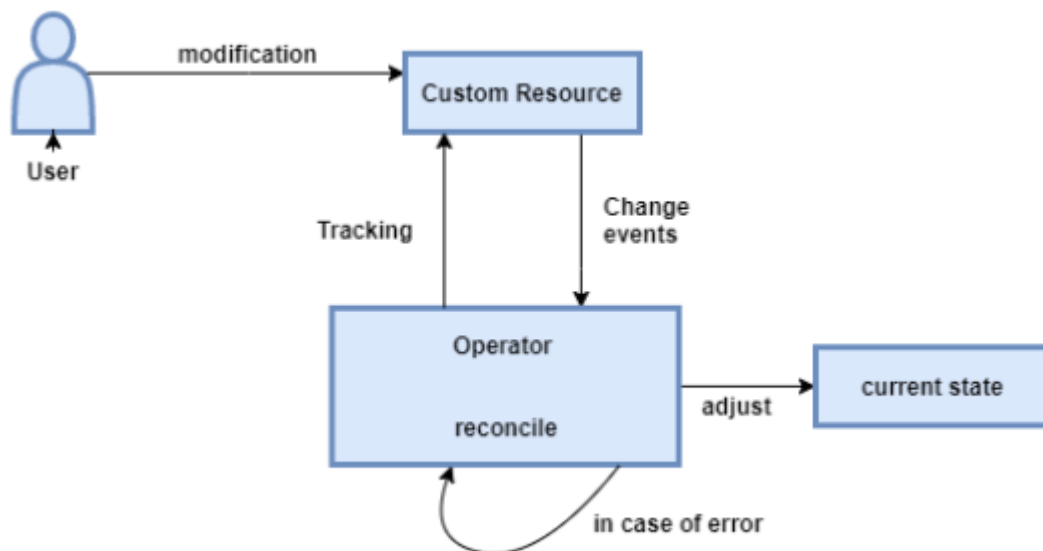 modification
Custom Resource
User
Tracking
Change
events
Operator
reconcile
adjust
current state
in case of error